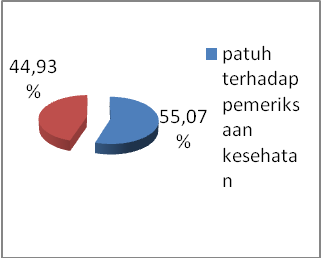 44,93
%
55,07
%
patuh
terhadap
pemeriks
aan
kesehata
n